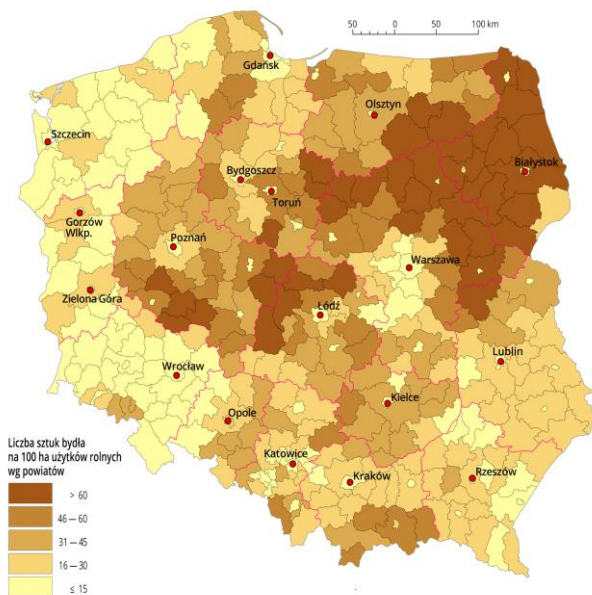 50 0 50 100 km
Gdańsk
Olsztyn
Szczecin
Białystok
Bydgoszcz
Toruń
Gorzów
Wlkp.
Poznań
Warszawa
Zielona Góra
Łódź
Lublin
Wrocław
Kielce
Opole
Katowice
Kraków
Rzeszów
Liczba sztuk bydła
na 100 ha użytków rolnych
wg powiatów
> 60
46 — 60
31 — 45
16 — 30
≤ 15